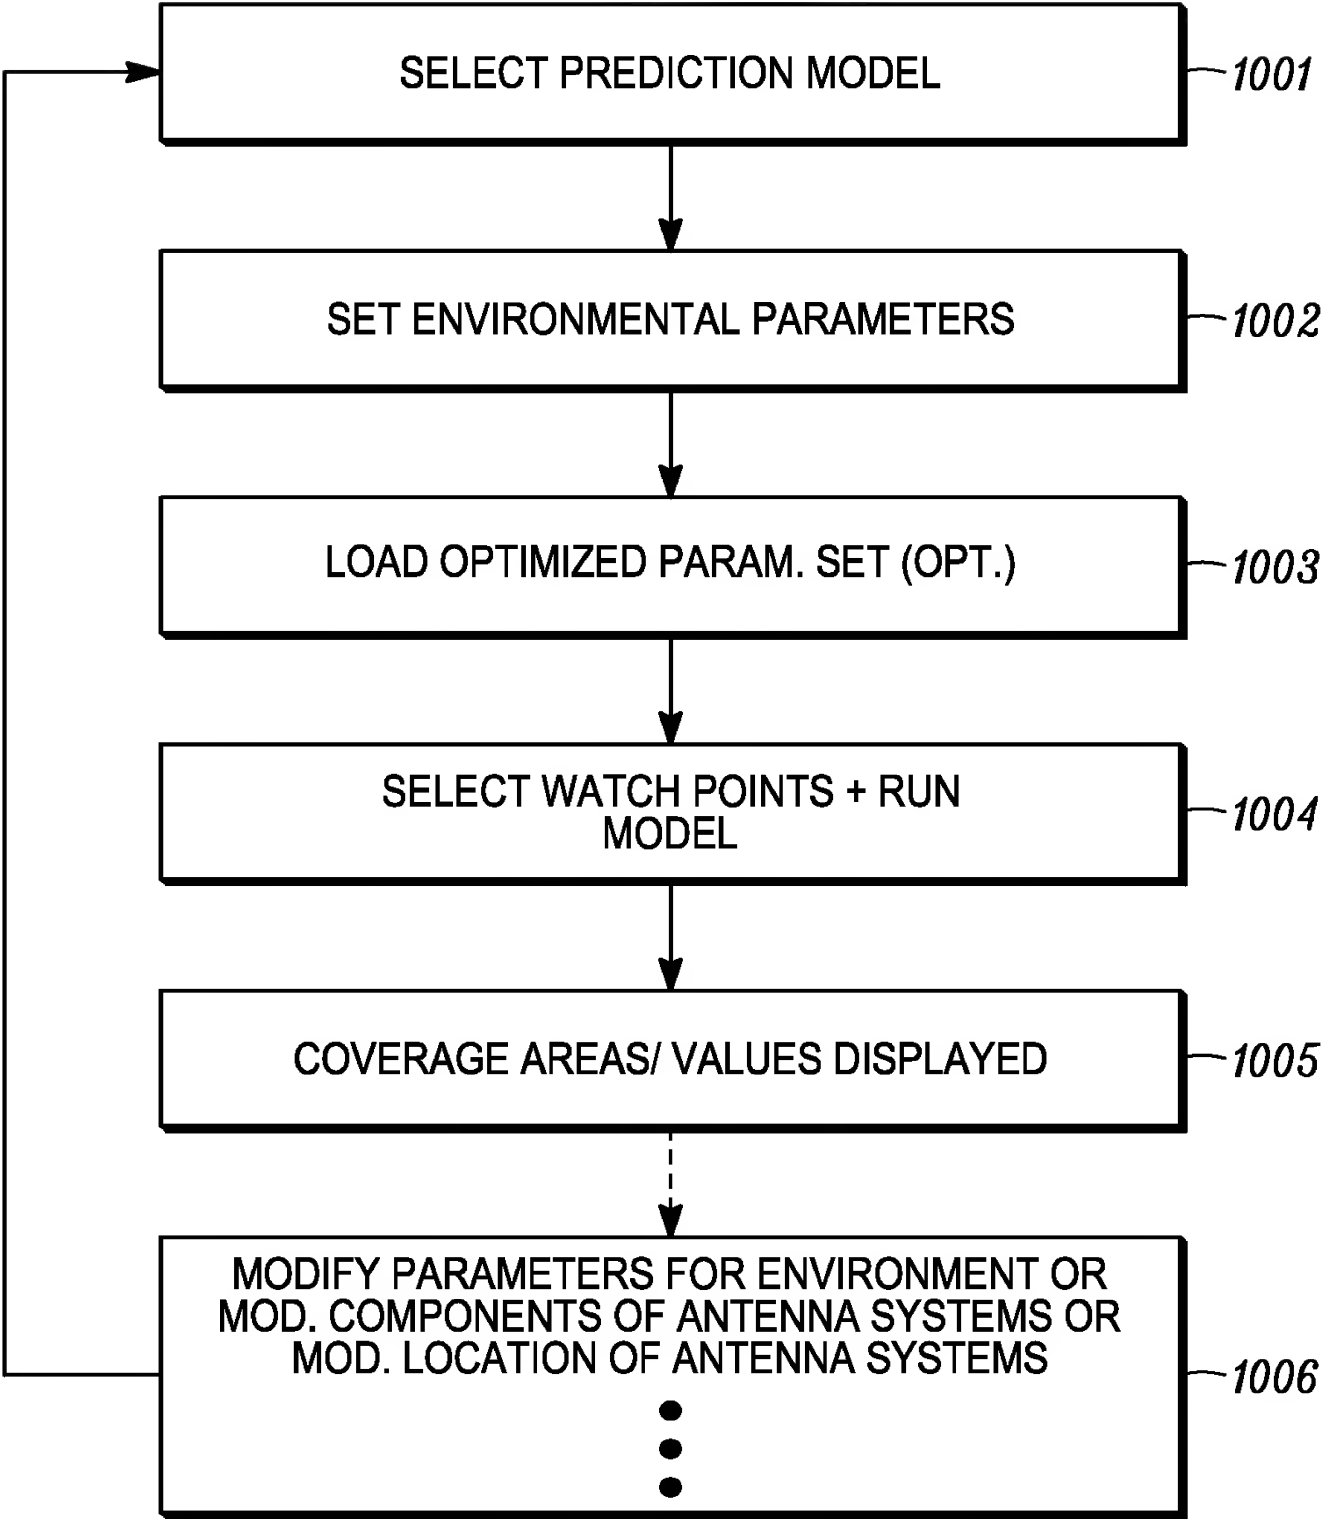 SELECT PREDICTION MODEL
1001
SET ENVIRONMENTAL PARAMETERS
1002
LOAD OPTIMIZED PARAM. SET (OPT.)
1003
SELECT WATCH POINTS + RUN
MODEL
1004
COVERAGE AREAS/ VALUES DISPLAYED
1005
MODIFY PARAMETERS FOR ENVIRONMENT OR
MOD. COMPONENTS OF ANTENNA SYSTEMS OR
MOD. LOCATION OF ANTENNA SYSTEMS
1006